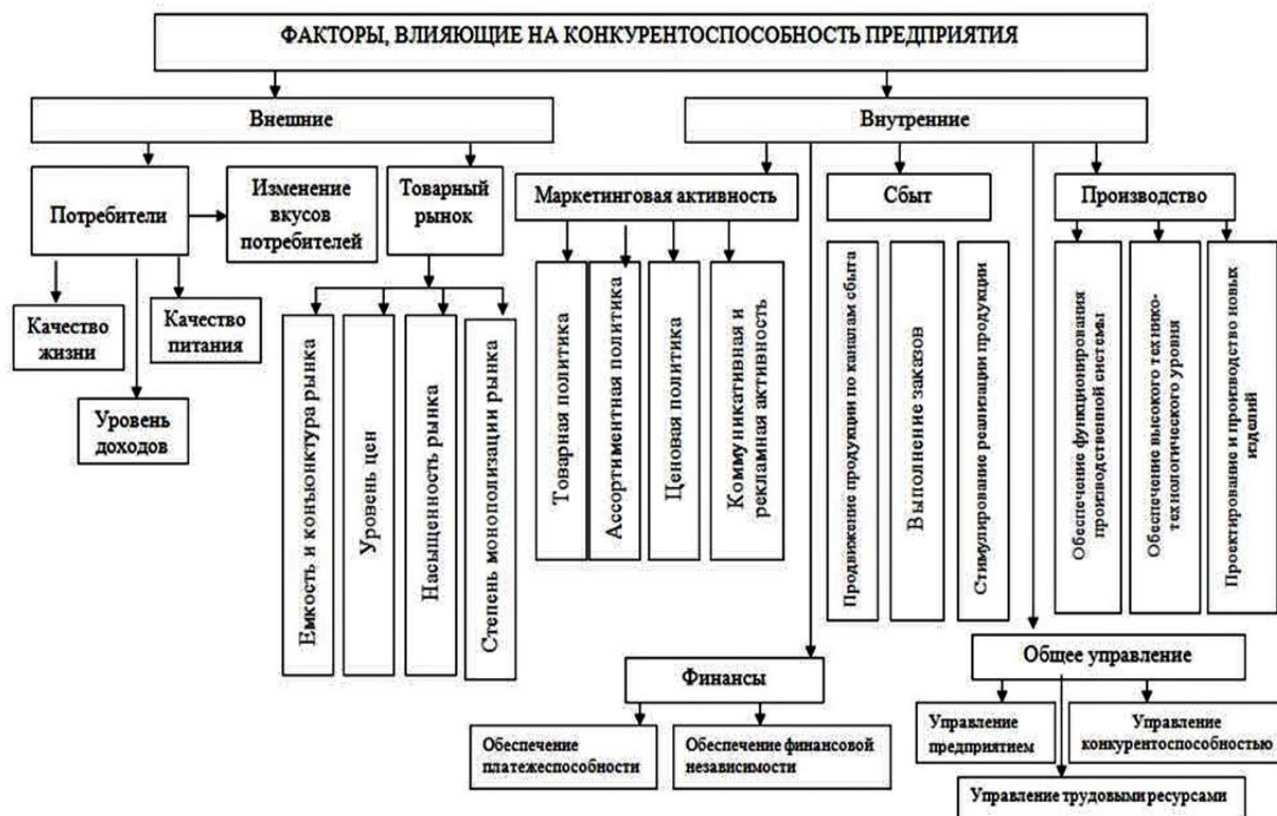 ФАКТОРЫ, ВЛИЯЮЩИЕ НА КОНКУРЕНТОСПОСОБНОСТЬ ПРЕДПРИЯТИЯ
Внешние
Внутренние
Потребители
Изменение
вкусов
потребителей
Товарный
рынок
Маркетинговая активность
Сбыт
Производство
Качество
жизни
Качество
питания
Уровень
доходов
Емкость и конъюнктура рынка
Уровень цен
Насыщенность рынка
Степень монополизации рынка
Товарная политика
Ассортиментная политика
Ценовая политика
Коммуникативная и
рекламная активность
Продвижение продукции по каналам сбыта
Выполнение заказов
Стимулирование реализации продукции
Обеспечение функционирования
производственной системы
Обеспечение высокого технико-
технологического уровня
Проектирование и производство новых
изделий
Финансы
Общее управление
Обеспечение
платежеспособности
Обеспечение финансовой
независимости
Управление
предприятием
Управление
конкурентоспособностью
Управление трудовыми ресурсами